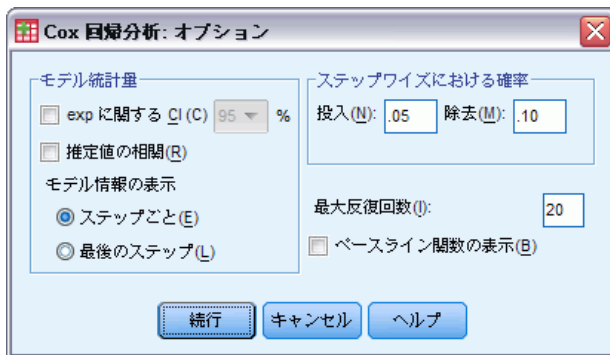 Cox 回帰分析: オプション
モデル統計量
exp に関する CI (C) 95 %
推定値の相関(R)
モデル情報の表示
ステップごと(E)
最後のステップ(L)
ステップワイズにおける確率
投入(N): .05 除去(M): .10
最大反復回数(I): 20
ベースライン関数の表示(B)
続行 キャンセル ヘルプ